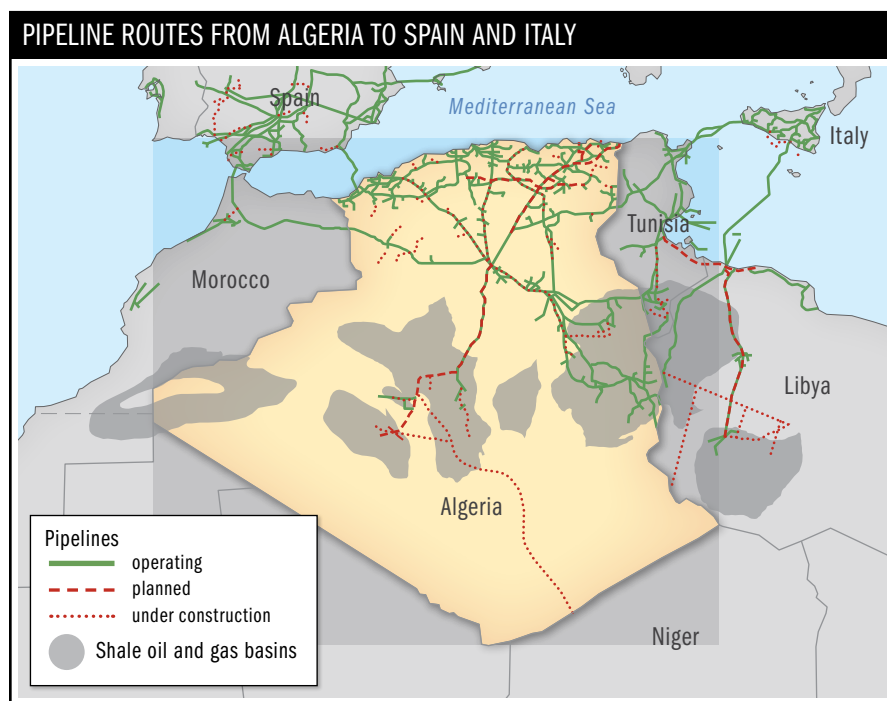 PIPELINE ROUTES FROM ALGERIA TO SPAIN AND ITALY
Spain
Mediterranean Sea
Italy
Tunisia
Morocco
Libya
Algeria
Niger
Pipelines
operating
planned
under construction
Shale oil and gas basins